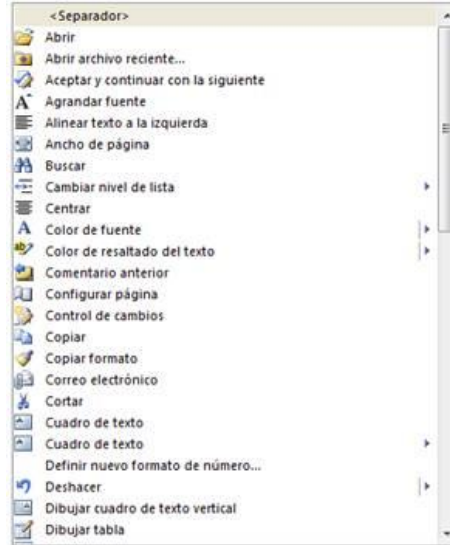 <Separador>
Abrir
Abrir archivo reciente...
Aceptar y continuar con la siguiente
Agrandar fuente
Alinear texto a la izquierda
Ancho de página
Buscar
Cambiar nivel de lista
Centrar
Color de fuente
Color de resaltado del texto
Comentario anterior
Configurar página
Control de cambios
Copiar
Copiar formato
Correo electrónico
Cortar
Cuadro de texto
Cuadro de texto
Definir nuevo formato de número...
Deshacer
Dibujar cuadro de texto vertical
Dibujar tabla